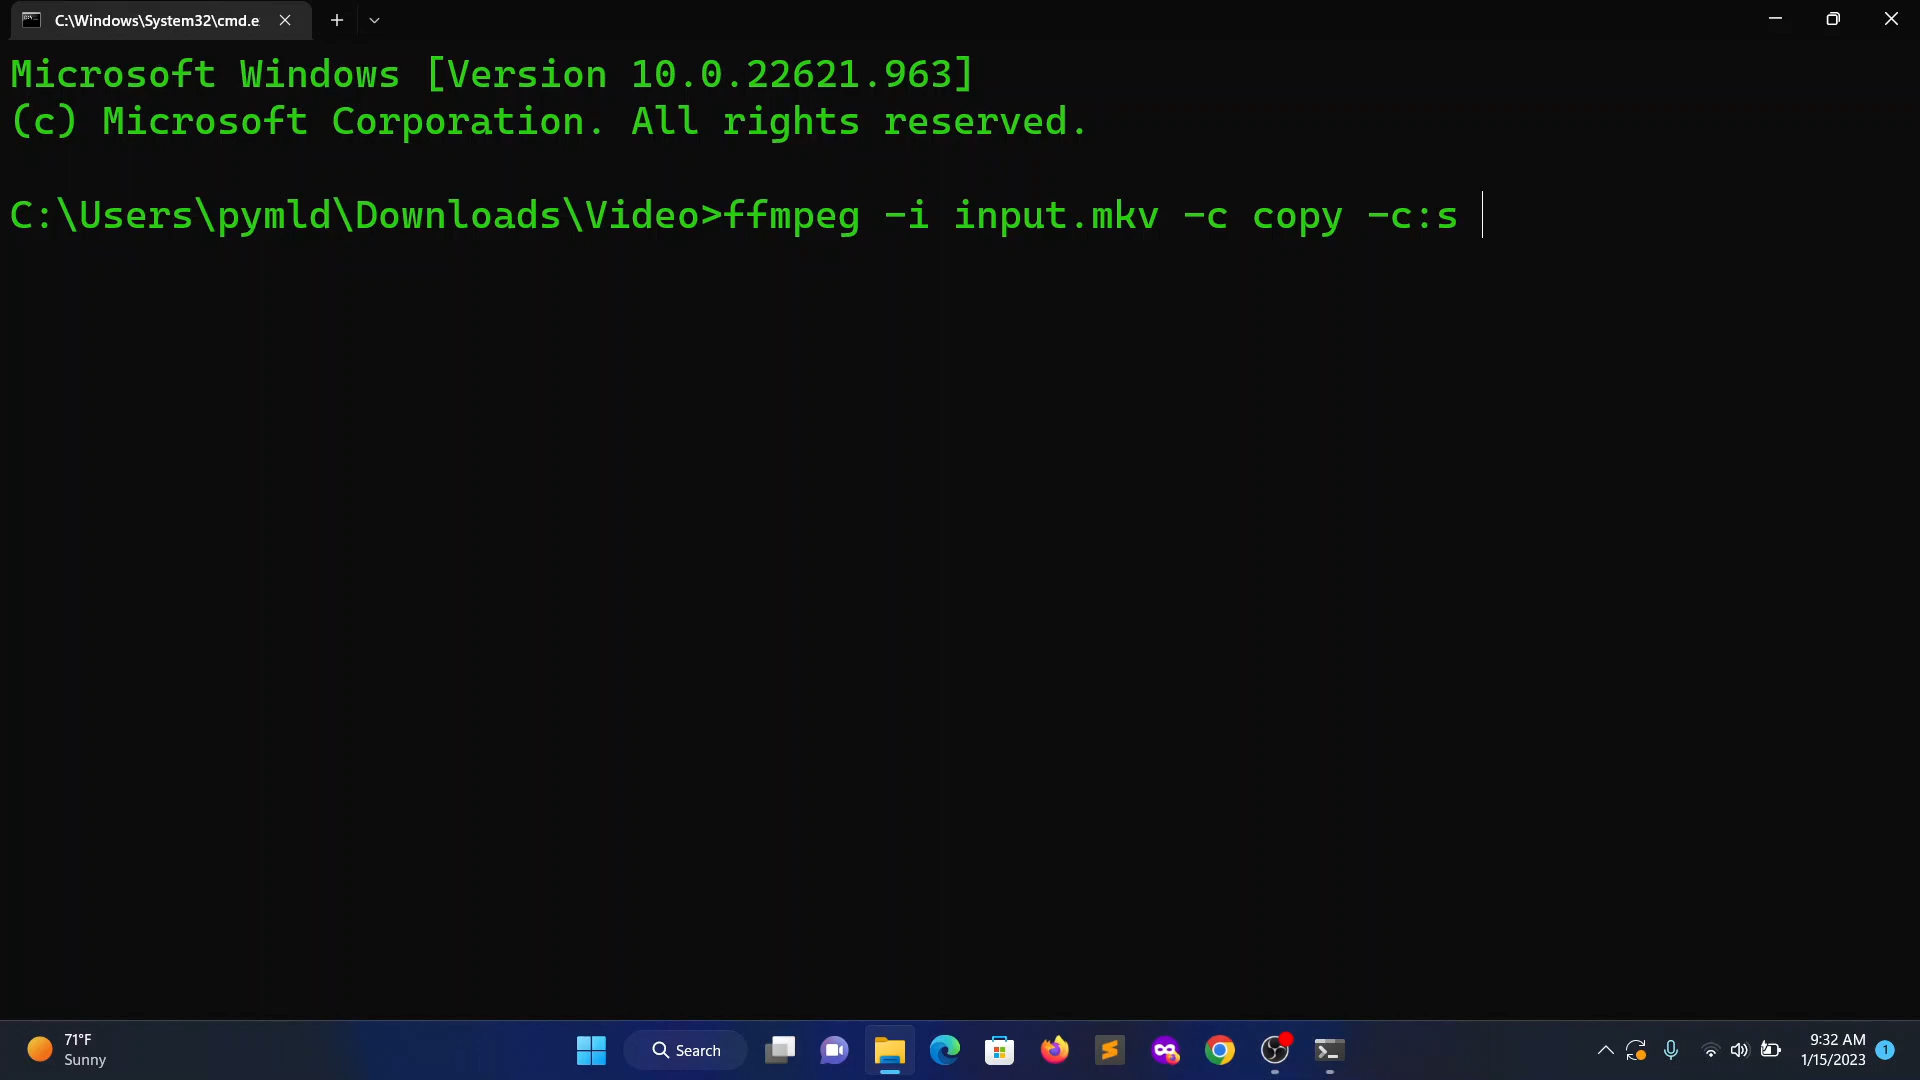 C:\Windows\System32\cmd.e
Microsoft Windows [Version 10.0.22621.963]
(c) Microsoft Corporation. All rights reserved.
C:\Users\pymld\Downloads\Video>ffmpeg -i input.mkv -c copy -c:s
71°F
Sunny
Search
9:32 AM
1/15/2023
1